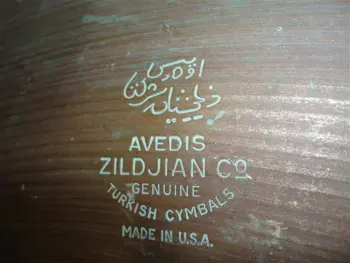 AVEDIS
ZILDJIAN CO
GENUINE
TURKISH CYMBALS
MADE IN U.S.A.